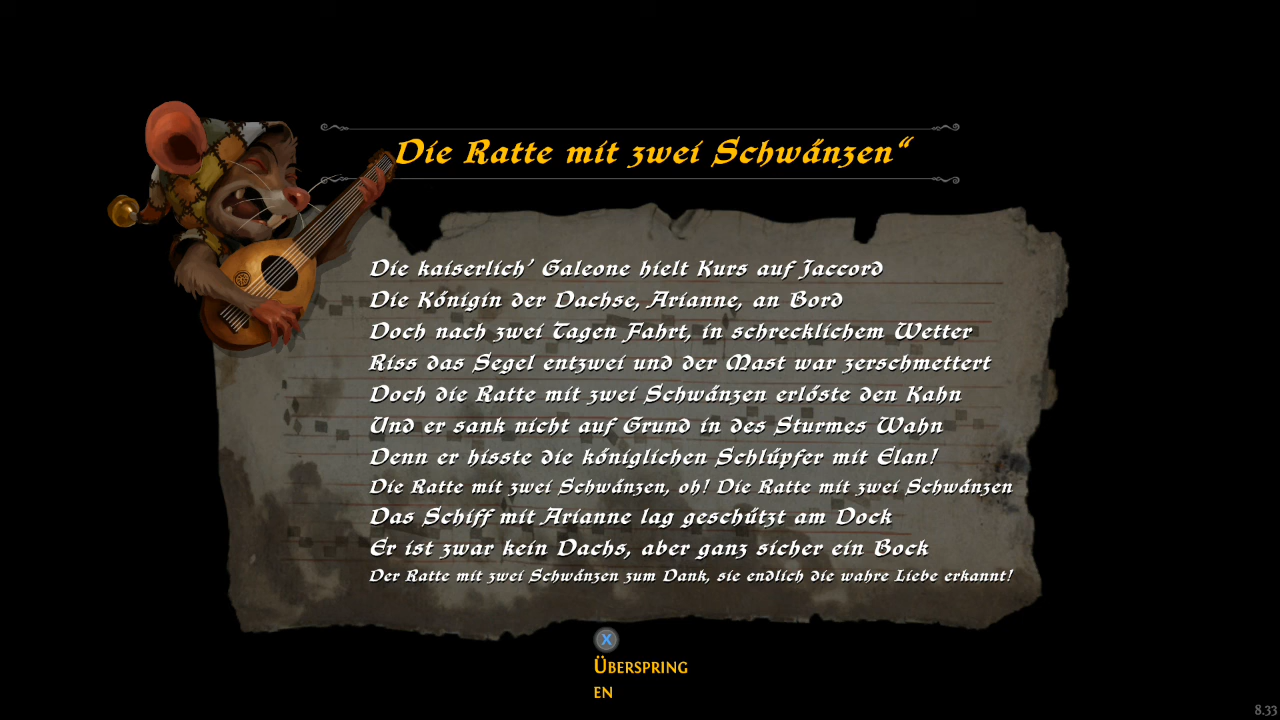 Die Ratte mit zwei Schwänzen“
Die kaiserlich’ Galeone hielt Kurs auf Jaccord
Die Königin der Dachse, Arianne, an Bord
Doch nach zwei Tagen Fahrt, in schrecklichem Wetter
Riss das Segel entzwei und der Mast war zerschmettert
Doch die Ratte mit zwei Schwänzen erlöste den Kahn
Und er sank nicht auf Grund in des Sturmes Wahn
Denn er hisste die königlichen Schlüpfer mit Elan!
Die Ratte mit zwei Schwänzen, oh! Die Ratte mit zwei Schwänzen
Das Schiff mit Arianne lag geschützt am Dock
Er ist zwar kein Dachs, aber ganz sicher ein Bock
Der Ratte mit zwei Schwänzen zum Dank, sie endlich die wahre Liebe erkannt!
X
Überspring
en
8.33